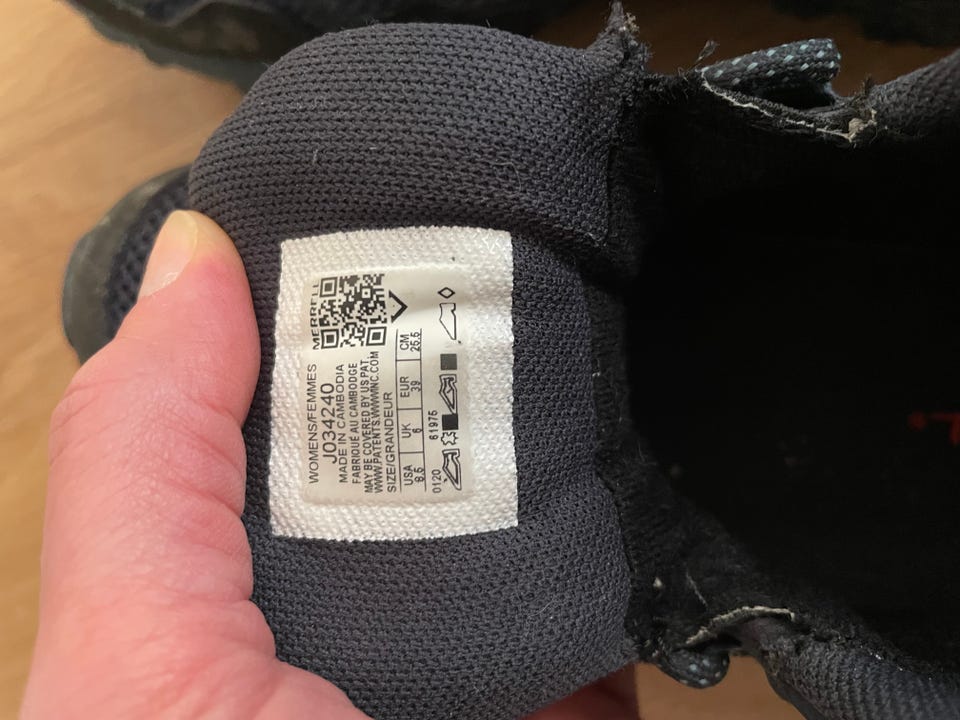 MERRELL
WOMENS/FEMMES
J034240
MADE IN CAMBODIA
FABRIQUÉ AU CAMBODGE
MAY BE COVERED BY US PAT.
WWW.PATENTS.WWWINC.COM
SIZE/GRANDEUR
USA UK EUR CM
8.5 6 39 25.5
0120 61975